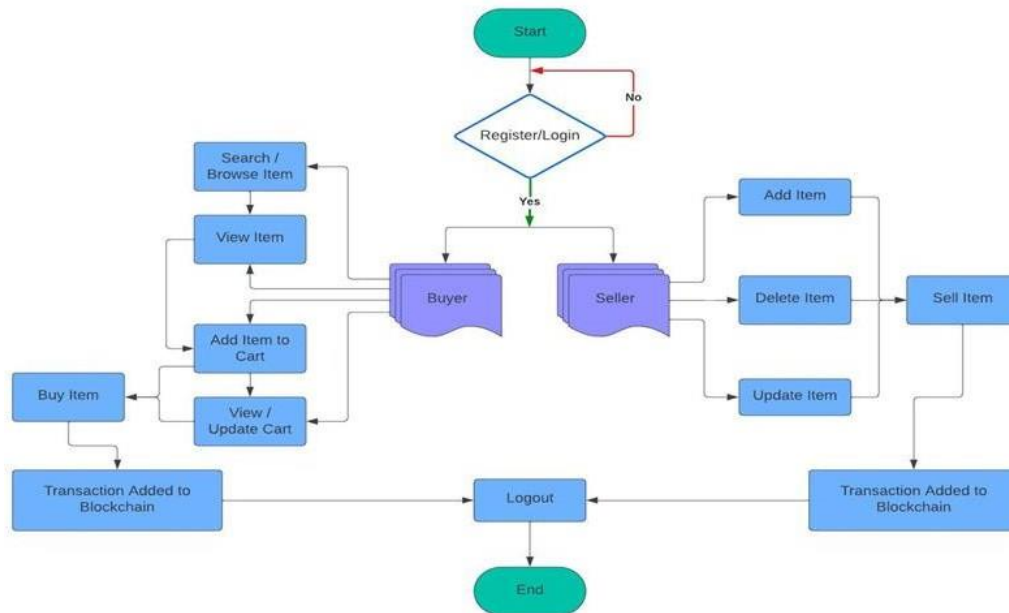 Start
No
Register/Login
Yes
Search /
Browse Item
View Item
Add Item to
Cart
View /
Update Cart
Buy Item
Buyer
Seller
Add Item
Delete Item
Update Item
Sell Item
Transaction Added to
Blockchain
Logout
Transaction Added to
Blockchain
End